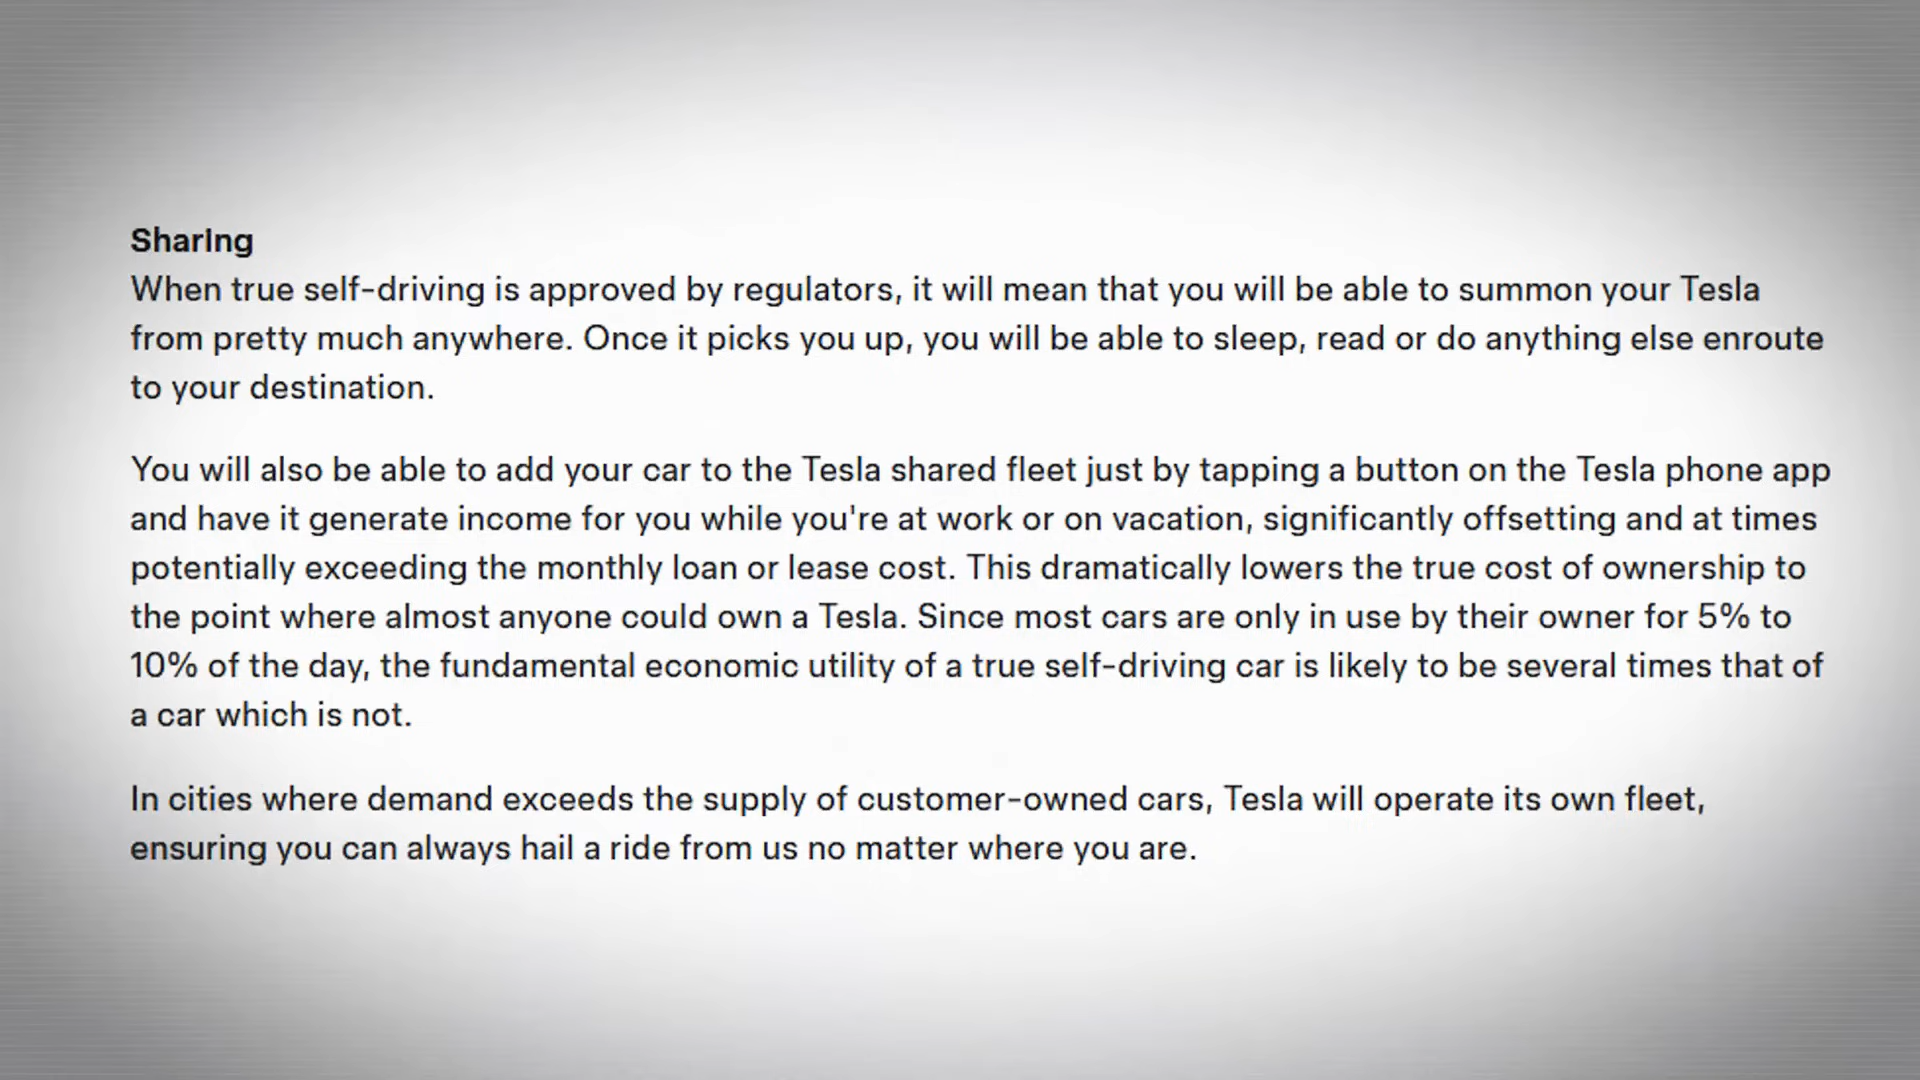 Sharing
When true self-driving is approved by regulators, it will mean that you will be able to summon your Tesla
from pretty much anywhere. Once it picks you up, you will be able to sleep, read or do anything else enroute
to your destination.
You will also be able to add your car to the Tesla shared fleet just by tapping a button on the Tesla phone app
and have it generate income for you while you're at work or on vacation, significantly offsetting and at times
potentially exceeding the monthly loan or lease cost. This dramatically lowers the true cost of ownership to
the point where almost anyone could own a Tesla. Since most cars are only in use by their owner for 5% to
10% of the day, the fundamental economic utility of a true self-driving car is likely to be several times that of
a car which is not.
In cities where demand exceeds the supply of customer-owned cars, Tesla will operate its own fleet,
ensuring you can always hail a ride from us no matter where you are.